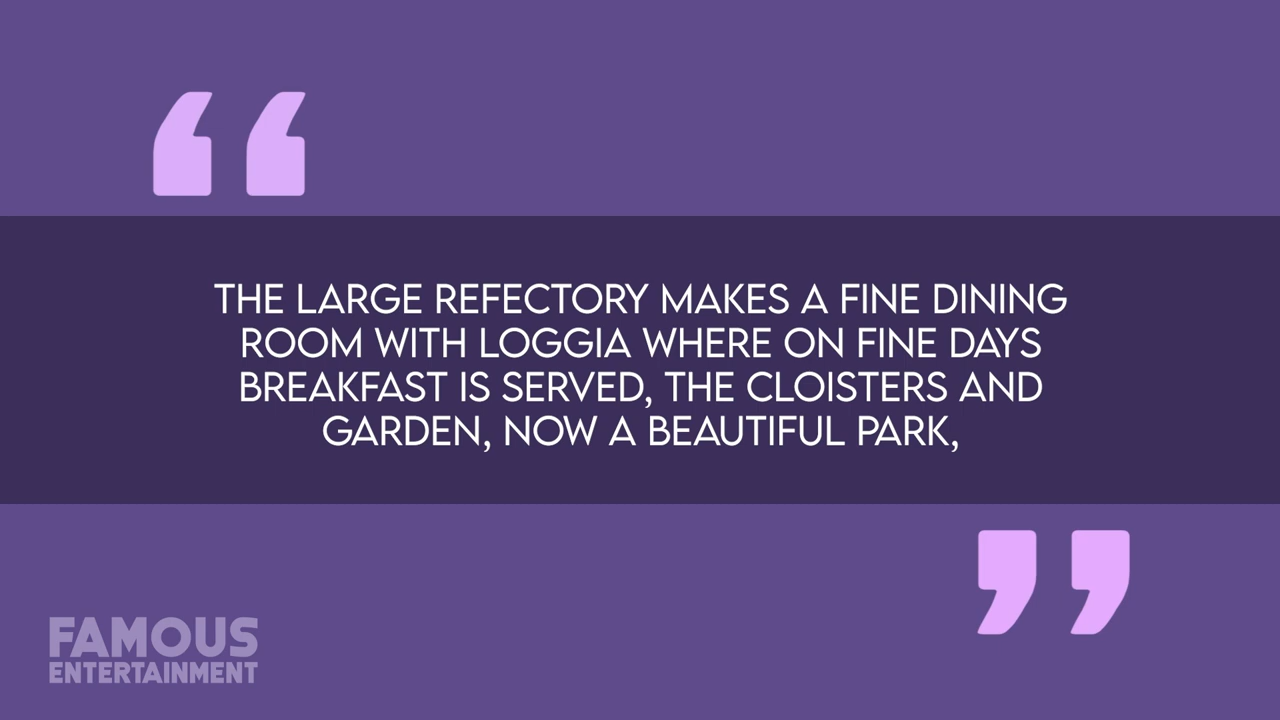 THE LARGE REFECTORY MAKES A FINE DINING
ROOM WITH LOGGIA WHERE ON FINE DAYS
BREAKFAST IS SERVED, THE CLOISTERS AND
GARDEN, NOW A BEAUTIFUL PARK,
FAMOUS
ENTERTAINMENT